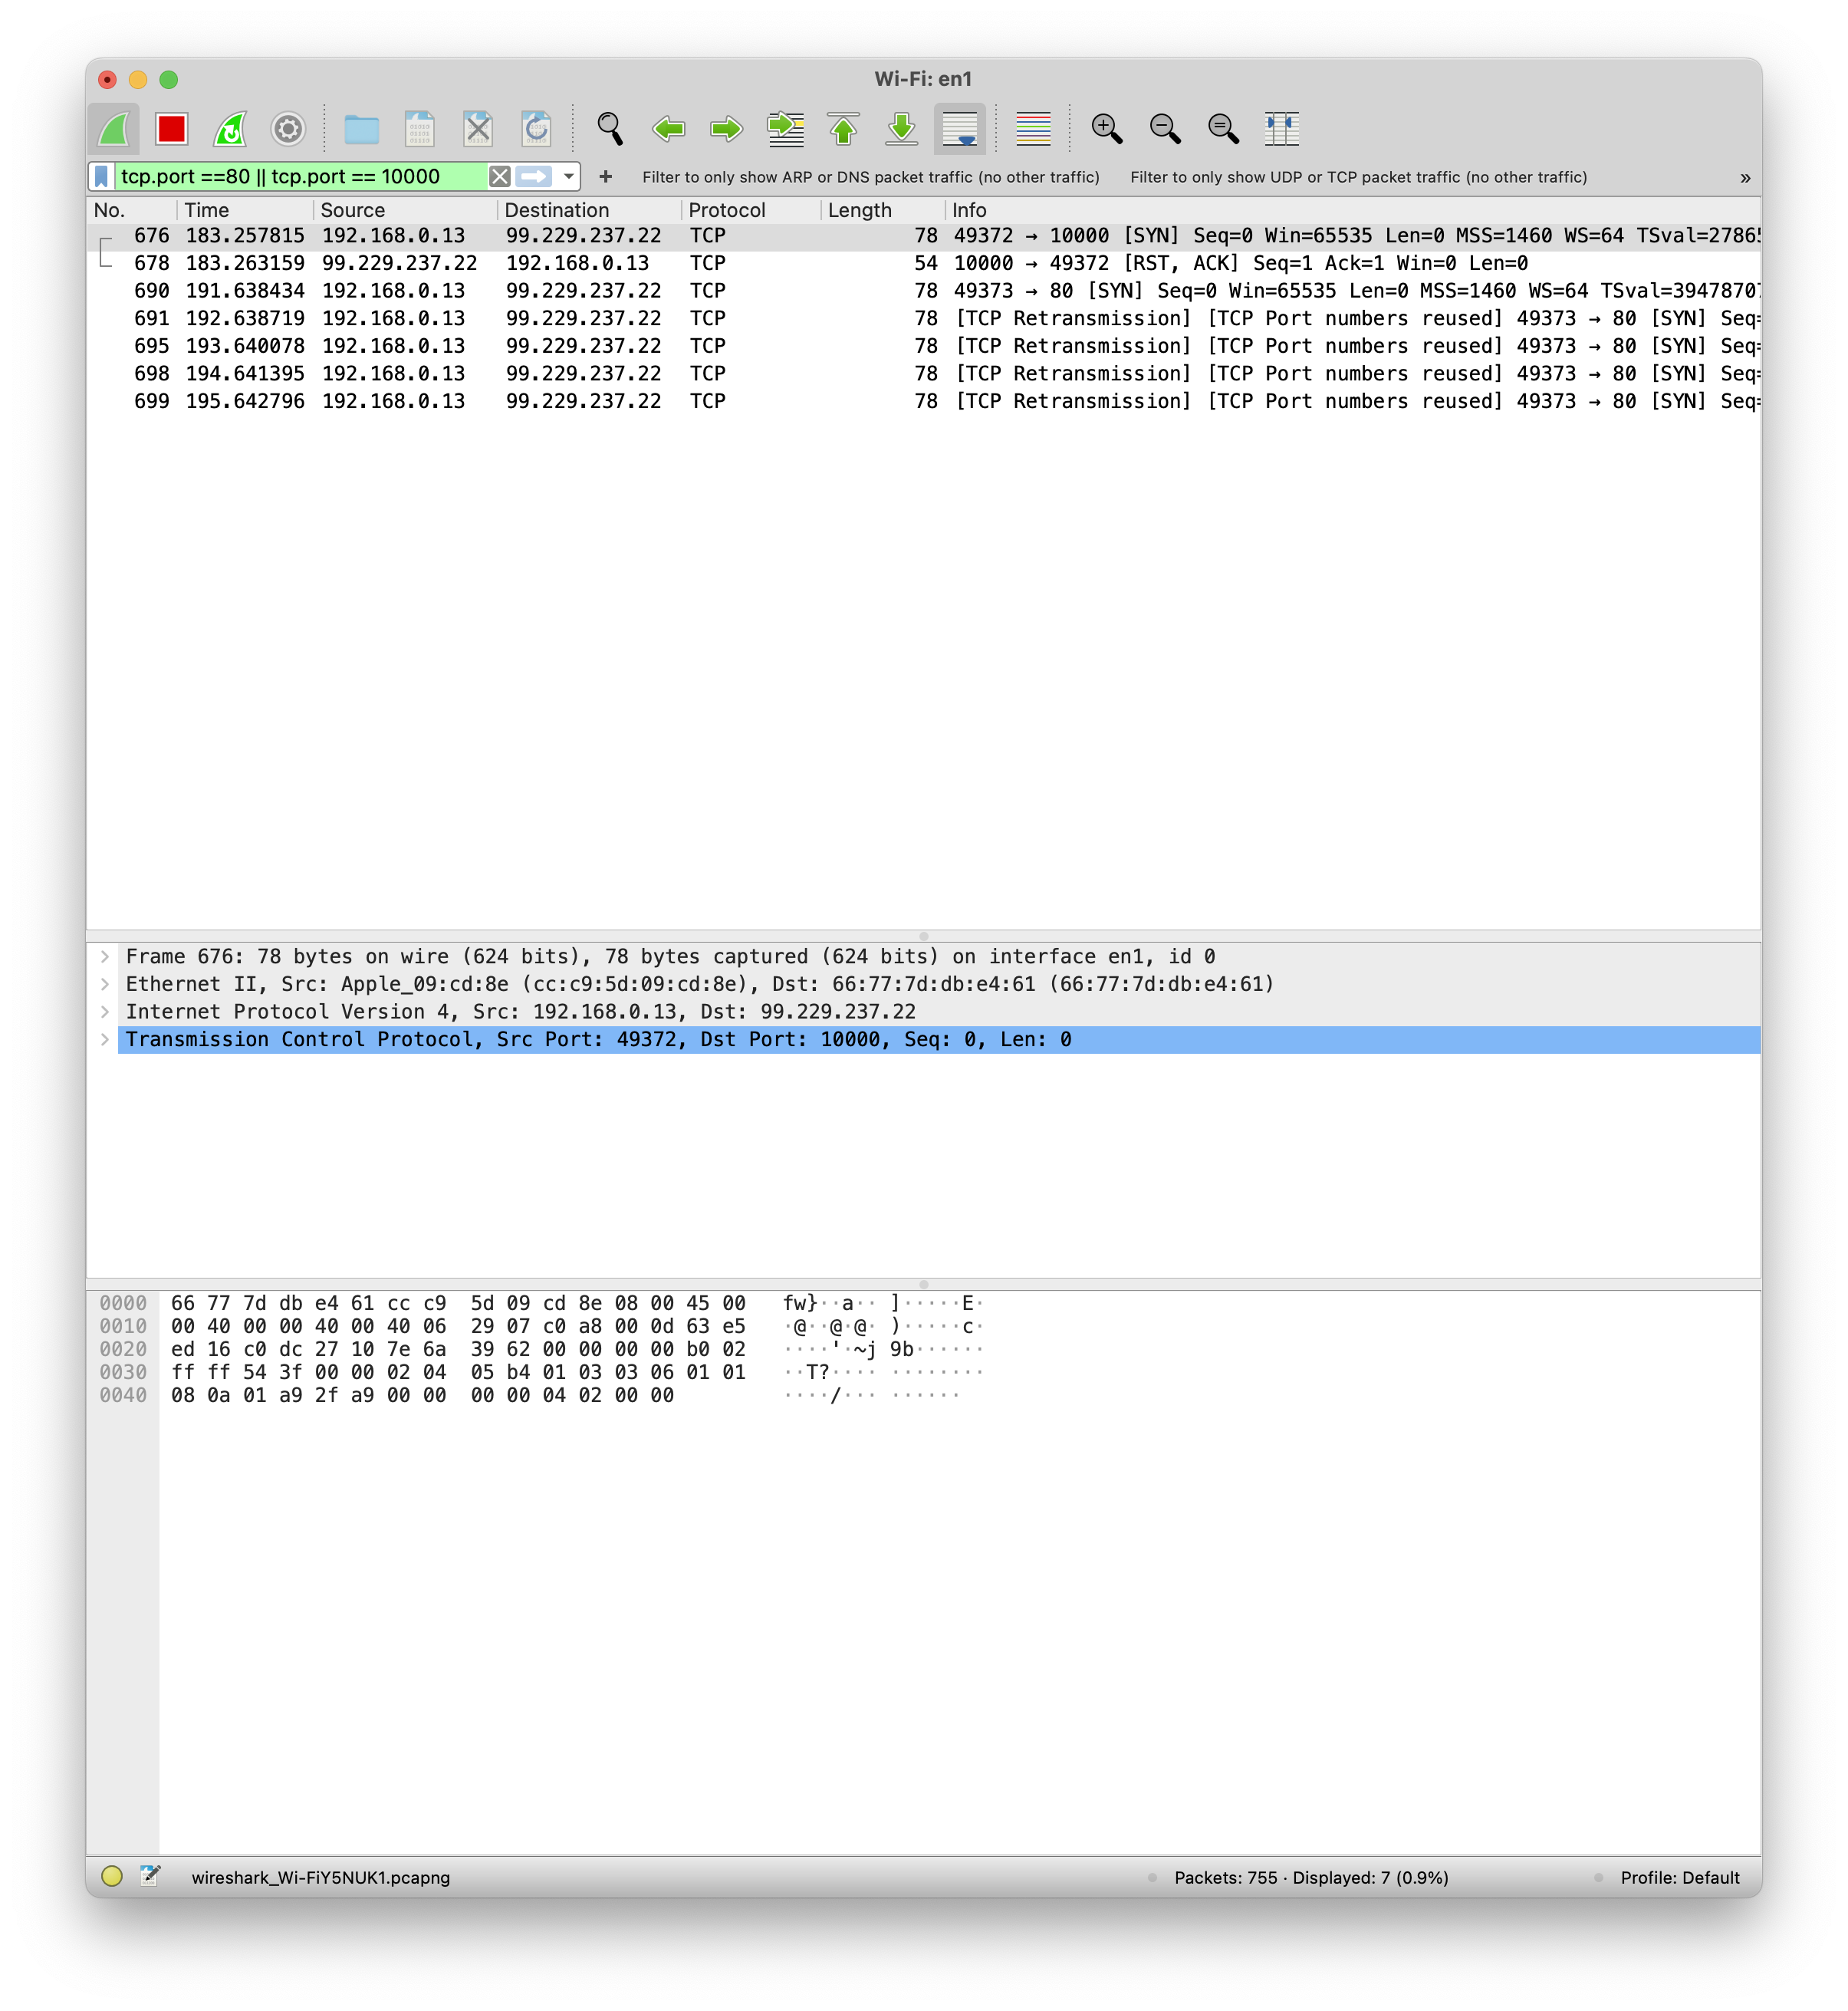 Wi-Fi: en1
tcp.port ==80 || tcp.port == 10000 + Filter to only show ARP or DNS packet traffic (no other traffic) Filter to only show UDP or TCP packet traffic (no other traffic) »
No. Time Source Destination Protocol Length Info
676 183.257815 192.168.0.13 99.229.237.22 TCP 78 49372 → 10000 [SYN] Seq=0 Win=65535 Len=0 MSS=1460 WS=64 TSval=2786
678 183.263159 99.229.237.22 192.168.0.13 TCP 54 10000 → 49372 [RST, ACK] Seq=1 Ack=1 Win=0 Len=0
690 191.638434 192.168.0.13 99.229.237.22 TCP 78 49373 → 80 [SYN] Seq=0 Win=65535 Len=0 MSS=1460 WS=64 TSval=3947870
691 192.638719 192.168.0.13 99.229.237.22 TCP 78 [TCP Retransmission] [TCP Port numbers reused] 49373 → 80 [SYN] Seq=
695 193.640078 192.168.0.13 99.229.237.22 TCP 78 [TCP Retransmission] [TCP Port numbers reused] 49373 → 80 [SYN] Seq=
698 194.641395 192.168.0.13 99.229.237.22 TCP 78 [TCP Retransmission] [TCP Port numbers reused] 49373 → 80 [SYN] Seq=
699 195.642796 192.168.0.13 99.229.237.22 TCP 78 [TCP Retransmission] [TCP Port numbers reused] 49373 → 80 [SYN] Seq=
Frame 676: 78 bytes on wire (624 bits), 78 bytes captured (624 bits) on interface en1, id 0
Ethernet II, Src: Apple_09:cd:8e (cc:c9:5d:09:cd:8e), Dst: 66:77:7d:db:e4:61 (66:77:7d:db:e4:61)
Internet Protocol Version 4, Src: 192.168.0.13, Dst: 99.229.237.22
Transmission Control Protocol, Src Port: 49372, Dst Port: 10000, Seq: 0, Len: 0
0000 66 77 7d db e4 61 cc c9 5d 09 cd 8e 08 00 45 00 fw}··a·· ]·····E·
0010 00 40 00 00 40 00 40 06 29 07 c0 a8 00 0d 63 e5 ·@··@·@· )·····c·
0020 ed 16 c0 dc 27 10 7e 6a 39 62 00 00 00 00 b0 02 ····'·~j 9b······
0030 ff ff 54 3f 00 00 02 04 05 b4 01 03 03 06 01 01 ··T?···· ········
0040 08 0a 01 a9 2f a9 00 00 00 00 04 02 00 00 ····/··· ······
wireshark_Wi-FiY5NUK1.pcapng Packets: 755 · Displayed: 7 (0.9%) Profile: Default